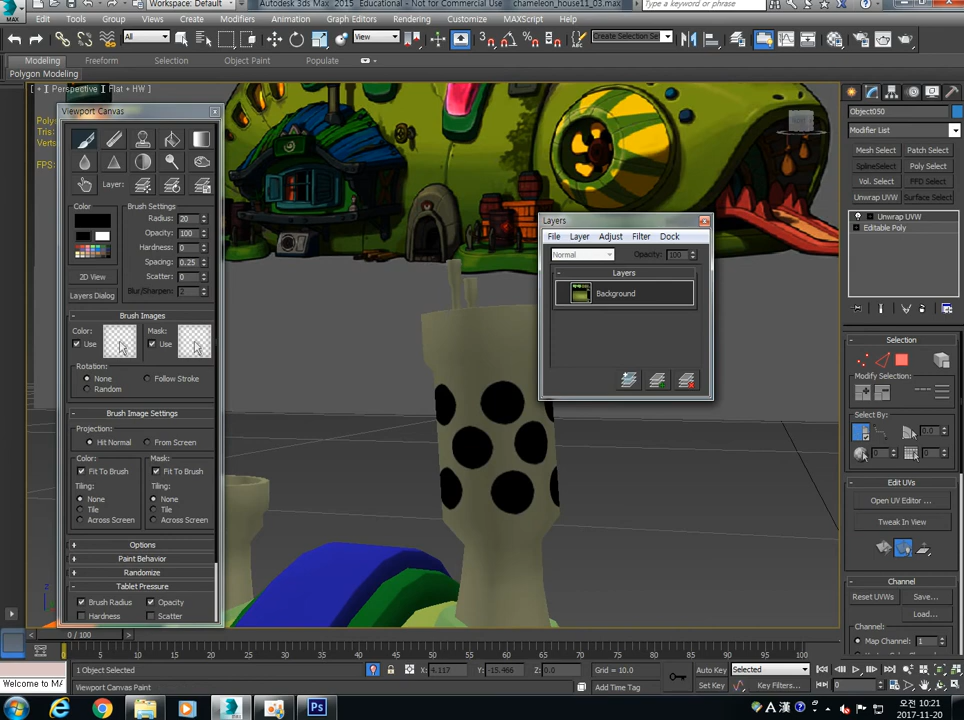 Workspace: Default
Autodesk 3ds Max 2015 Educational - Not for Commercial Use chameleon_house11_03.max
Type a keyword or phrase
MAX
Edit Tools Group Views Create Modifiers Animation Graph Editors Rendering Customize MAXScript Help
All
View
Create Selection Se
Modeling Freeform Selection Object Paint Populate
Polygon Modeling
[ + ][ Perspective ][ Flat + HW ]
Viewport Canvas
Layer:
Color
Brush Settings
Radius: 20
Opacity: 100
Hardness: 0
Spacing: 0.25
Scatter: 0
Blur/Sharpen: 2
2D View
Layers Dialog
Brush Images
Color:
Use
Mask:
Use
Rotation:
None
Follow Stroke
Random
Brush Image Settings
Projection:
Hit Normal
From Screen
Color:
Mask:
Fit To Brush
Fit To Brush
Tiling:
Tiling:
None
None
Tile
Tile
Across Screen
Across Screen
Options
Paint Behavior
Randomize
Tablet Pressure
Brush Radius
Opacity
Hardness
Scatter
Layers
File Layer Adjust Filter Dock
Normal
Opacity: 100
Layers
Background
Object050
Modifier List
Mesh Select
Patch Select
SplineSelect
Poly Select
Vol. Select
FFD Select
Unwrap UVW
Surface Select
Unwrap UVW
Editable Poly
Selection
Modify Selection:
Select By:
0.0
0
0
Edit UVs
Open UV Editor ...
Tweak In View
Channel
Reset UVWs
Save...
Load...
Channel:
Map Channel: 1
0 / 100
0 5 10 15 20 25 30 35 40 45 50 55 60 65 70 75 80 85 90 95 100
1 Object Selected
X: 4.117
Y: -15.466
Z: 0.0
Grid = 10.0
Auto Key
Selected
Set Key
Key Filters...
0
Welcome to MA
Viewport Canvas Paint
Add Time Tag
오전 10:21
2017-11-20